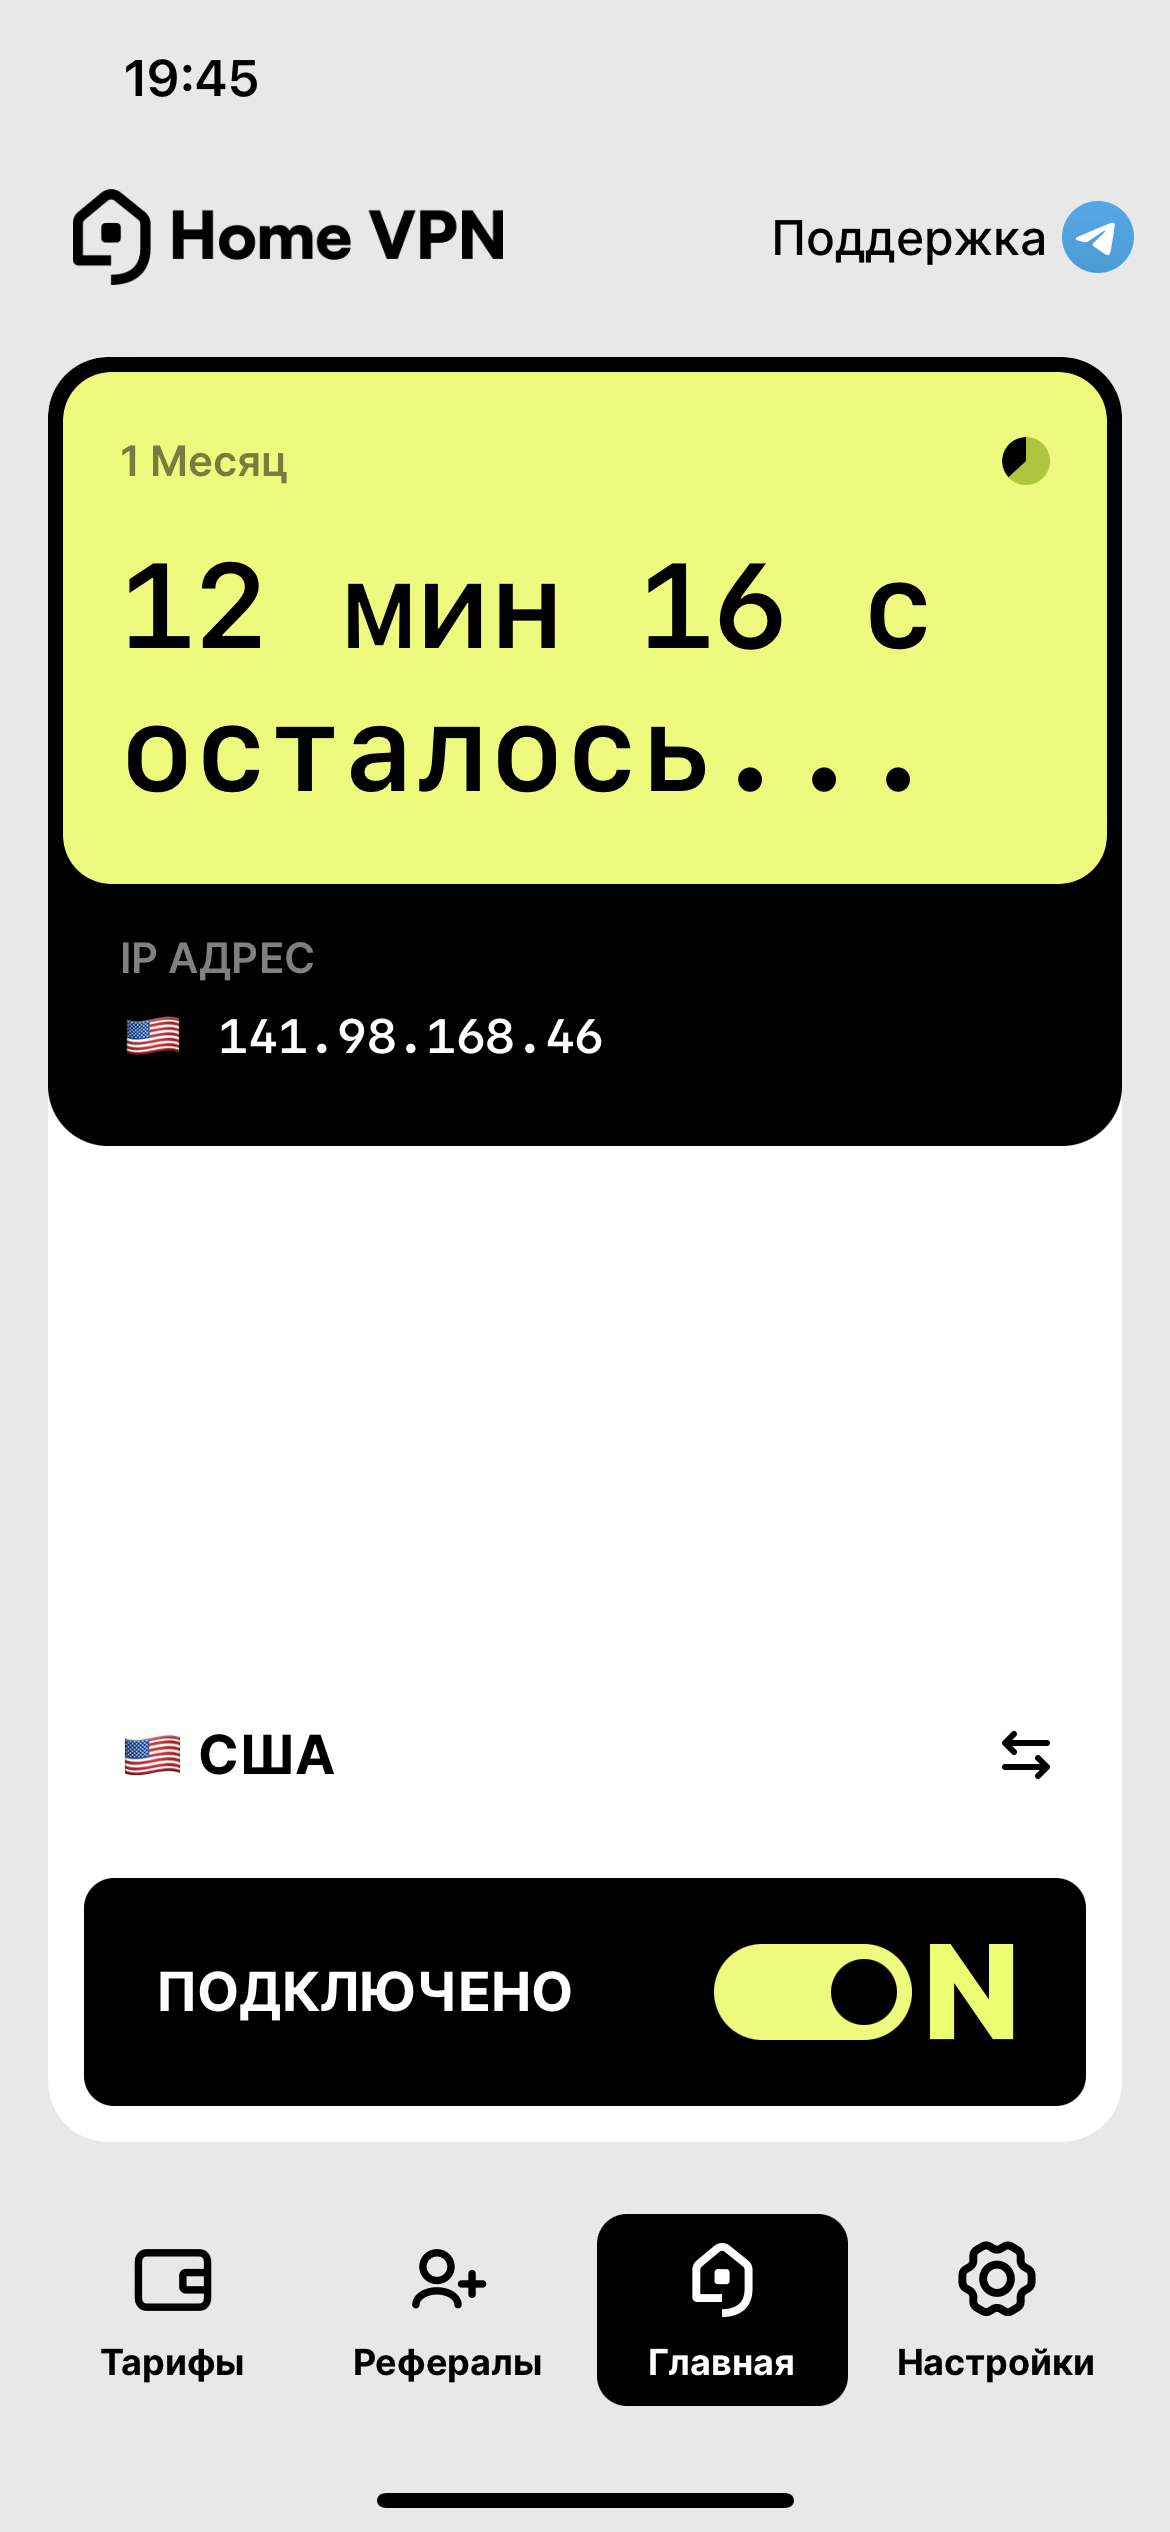 19:45
Home VPN
Поддержка
1 Месяц
12 мин 16 с
осталось...
IP АДРЕС
141.98.168.46
США
ПОДКЛЮЧЕНО
N
Тарифы
Рефералы
Главная
Настройки